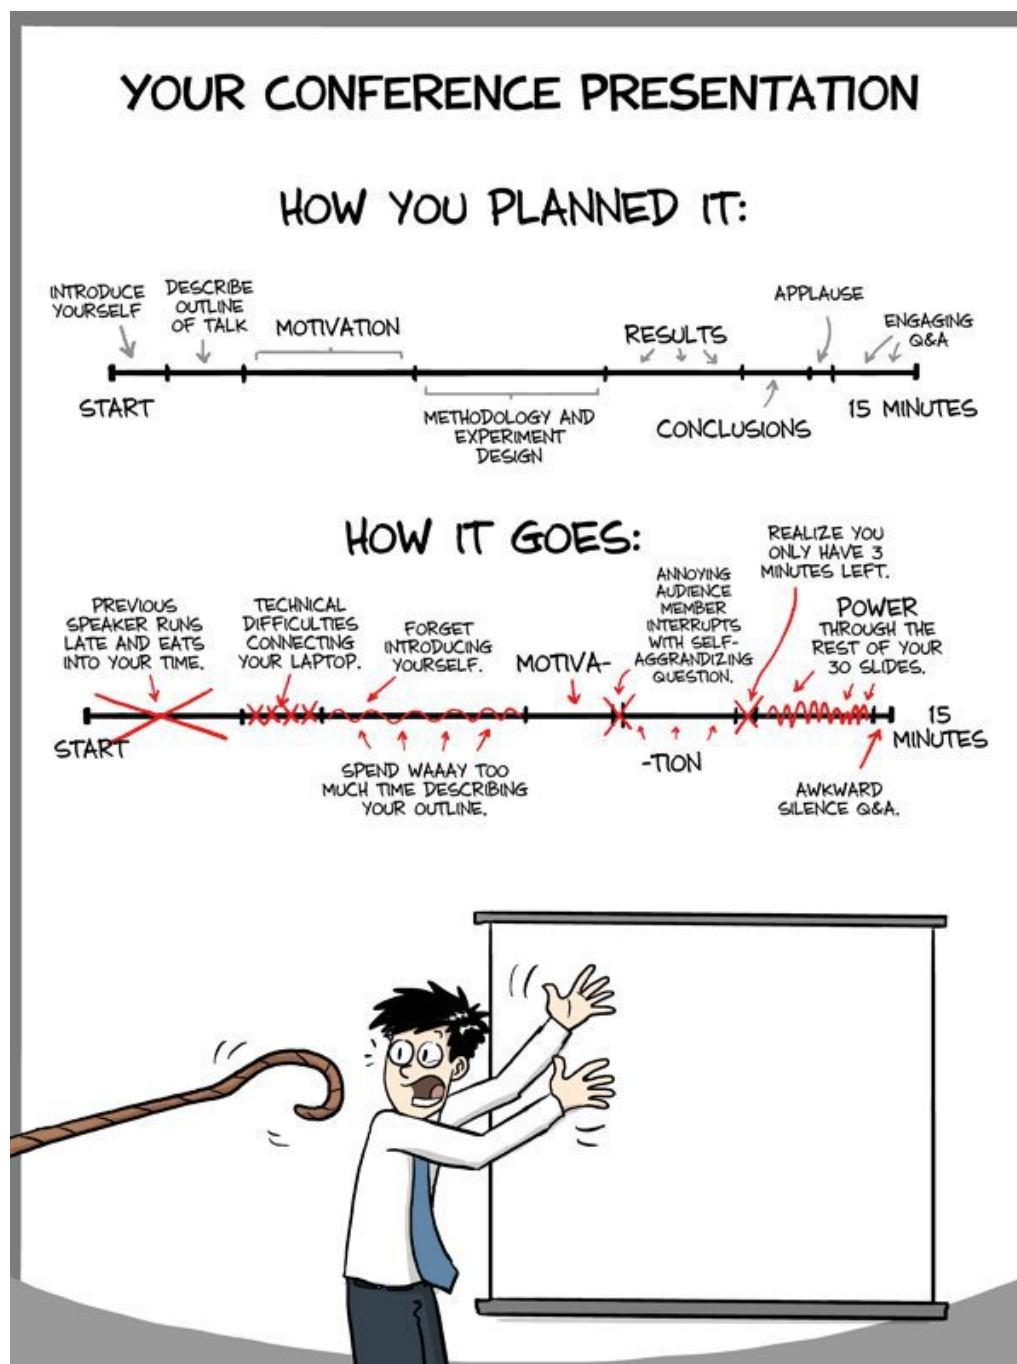 YOUR CONFERENCE PRESENTATION
HOW YOU PLANNED IT:
INTRODUCE
YOURSELF
DESCRIBE
OUTLINE
OF TALK
MOTIVATION
METHODOLOGY AND
EXPERIMENT
DESIGN
RESULTS
CONCLUSIONS
APPLAUSE
ENGAGING
Q&A
START
15 MINUTES
HOW IT GOES:
PREVIOUS
SPEAKER RUNS
LATE AND EATS
INTO YOUR TIME.
TECHNICAL
DIFFICULTIES
CONNECTING
YOUR LAPTOP.
FORGET
INTRODUCING
YOURSELF.
SPEND WAAAY TOO
MUCH TIME DESCRIBING
YOUR OUTLINE.
MOTIVA-
ANNOYING
AUDIENCE
MEMBER
INTERRUPTS
WITH SELF-
AGGRANDIZING
QUESTION.
-TION
REALIZE YOU
ONLY HAVE 3
MINUTES LEFT.
POWER
THROUGH THE
REST OF YOUR
30 SLIDES.
AWKWARD
SILENCE Q&A.
START
15
MINUTES